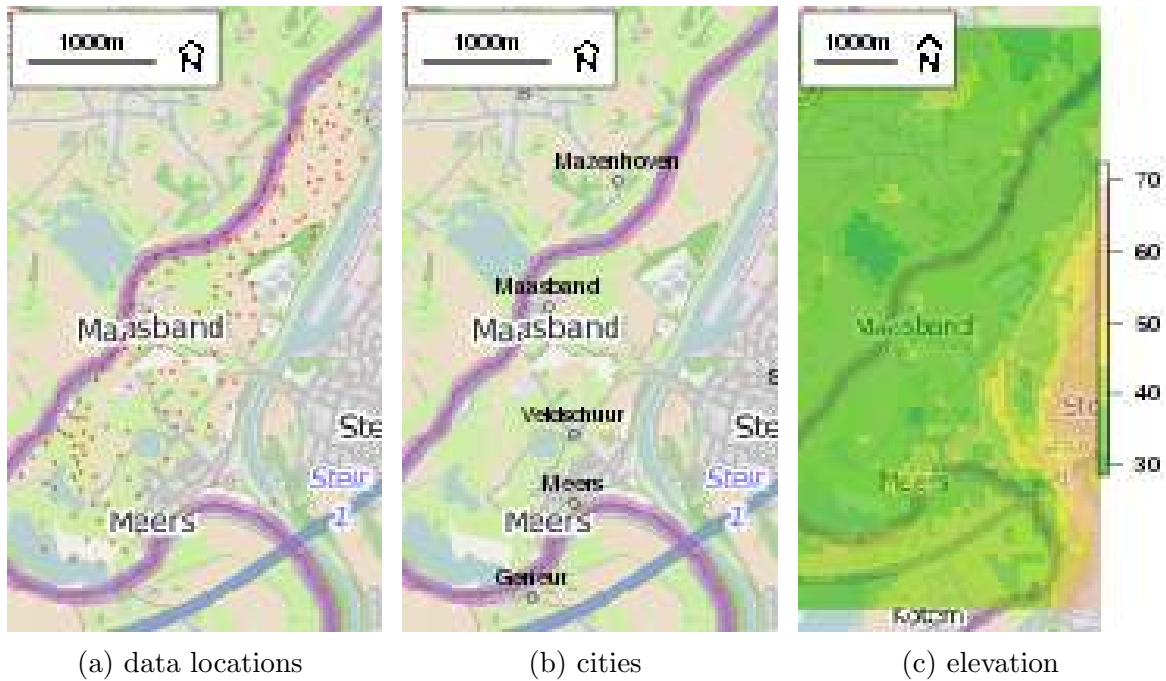 1000m
N
Maasband
Ste
Stein
Meers
(a) data locations
1000m
N
Mazenhoven
Maasband
Maasband
Ste
Veldschuur
Meers
Stein
Meers
(b) cities
1000m
N
Maasband
Meers
70
60
50
40
30
(c) elevation